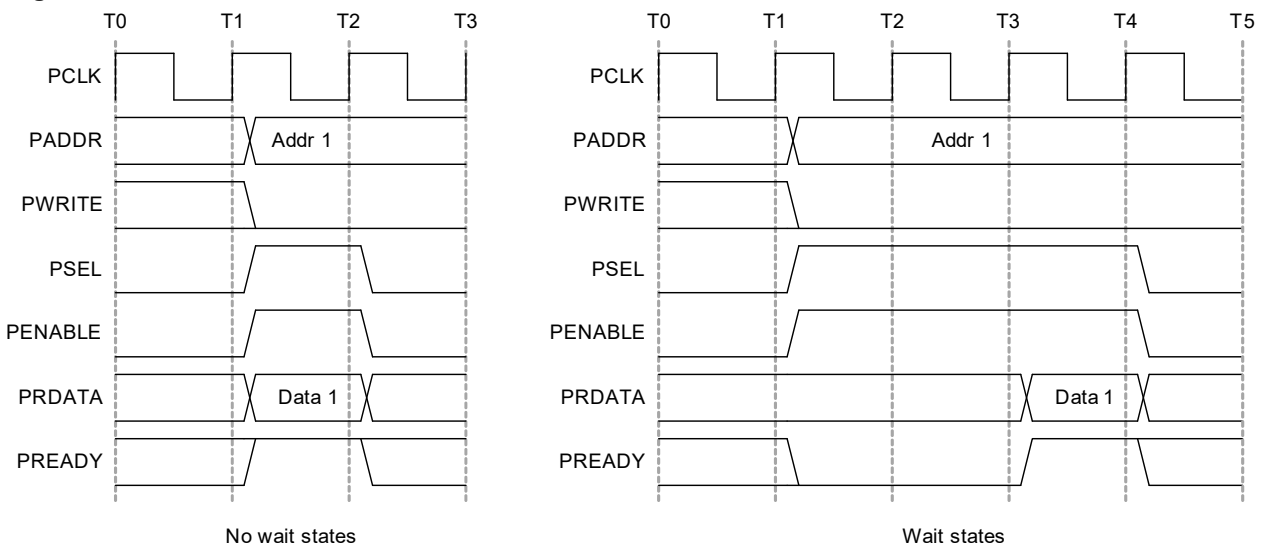 T0 T1 T2 T3 T0 T1 T2 T3 T4 T5
PCLK PCLK
PADDR Addr 1 PADDR Addr 1
PWRITE PWRITE
PSEL PSEL
PENABLE PENABLE
PRDATA Data 1 PRDATA Data 1
PREADY PREADY
No wait states Wait states